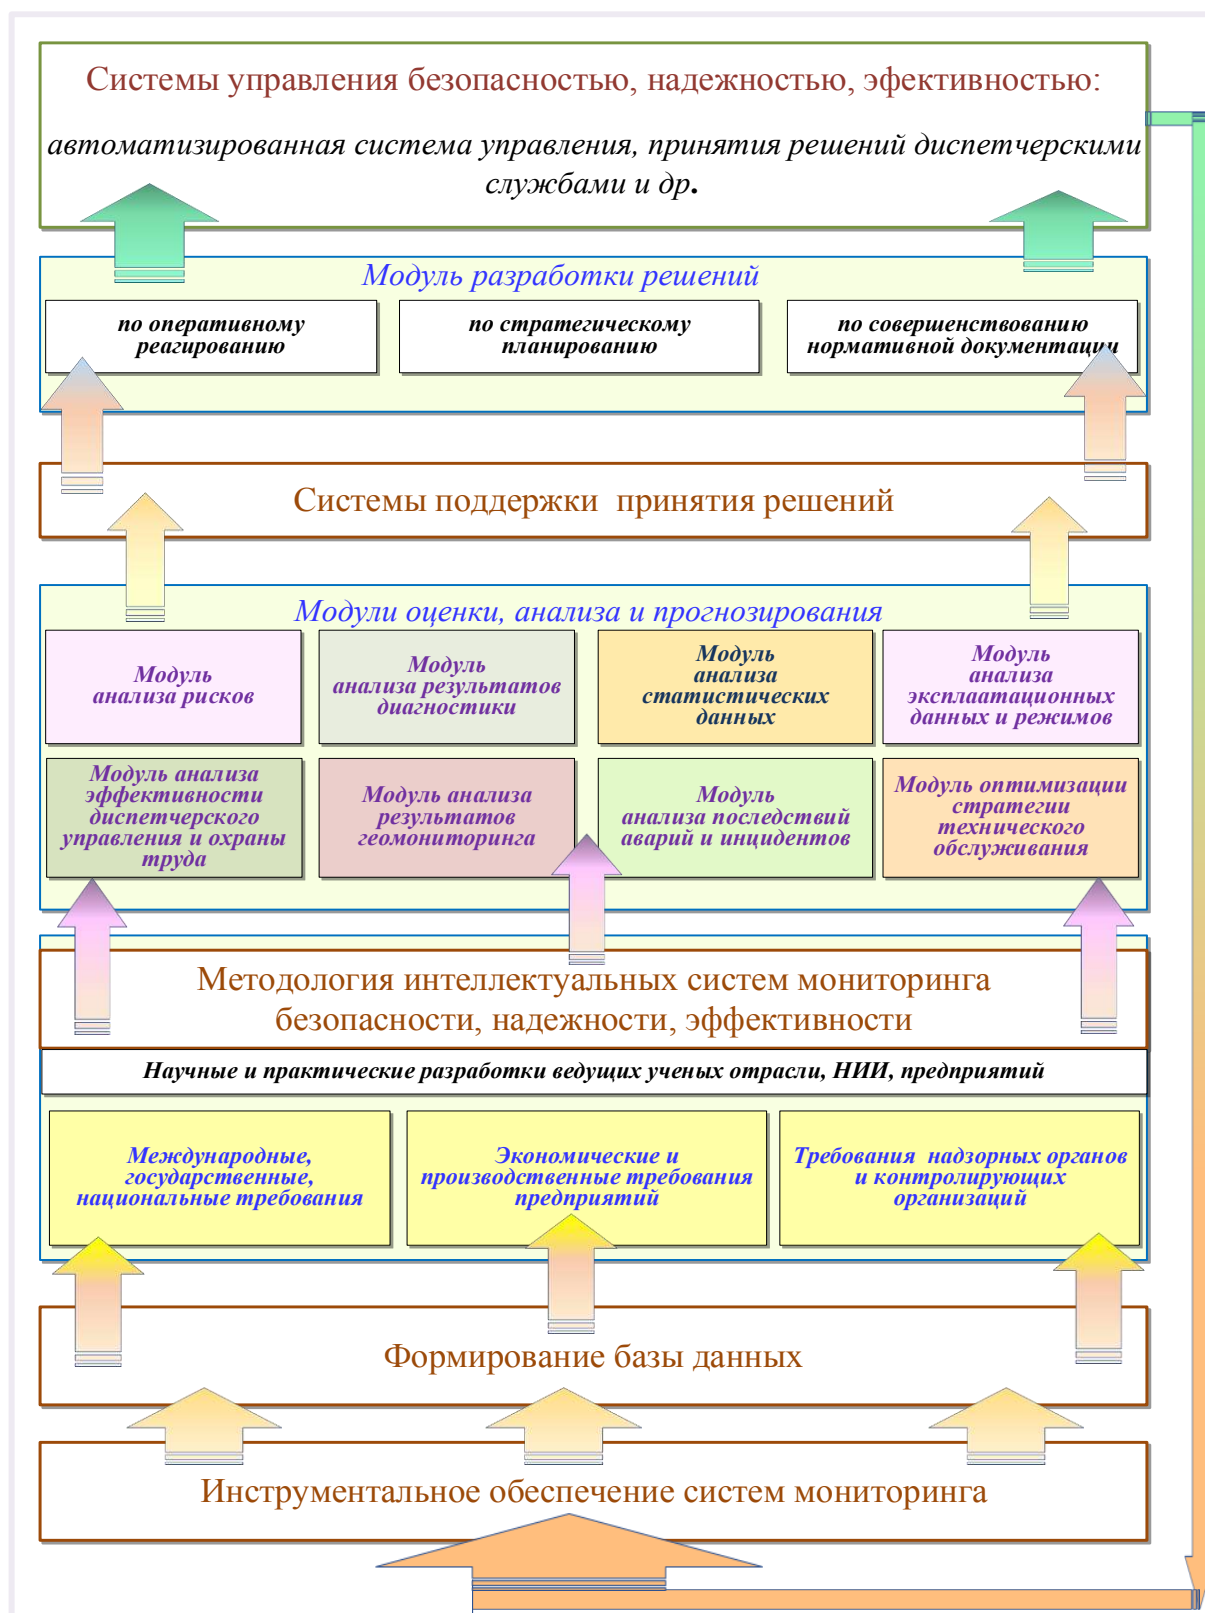 Системы управления безопасностью, надежностью, эфективностью:
автоматизированная система управления, принятия решений диспетчерскими
службами и др.
Модуль разработки решений
по оперативному
реагированию
по стратегическому
планированию
по совершенствованию
нормативной документации
Системы поддержки принятия решений
Модули оценки, анализа и прогнозирования
Модуль
анализа рисков
Модуль
анализа результатов
диагностики
Модуль
анализа
статистических
данных
Модуль
анализа
эксплаатационных
данных и режимов
Модуль анализа
эффективности
диспетчерского
управления и охраны
труда
Модуль анализа
результатов
геомониторинга
Модуль
анализа последствий
аварий и инцидентов
Модуль оптимизации
стратегии
технического
обслуживания
Методология интеллектуальных систем мониторинга
безопасности, надежности, эффективности
Научные и практические разработки ведущих ученых отрасли, НИИ, предприятий
Международные,
государственные,
национальные требования
Экономические и
производственные требования
предприятий
Требования надзорных органов
и контролирующих
организаций
Формирование базы данных
Инструментальное обеспечение систем мониторинга